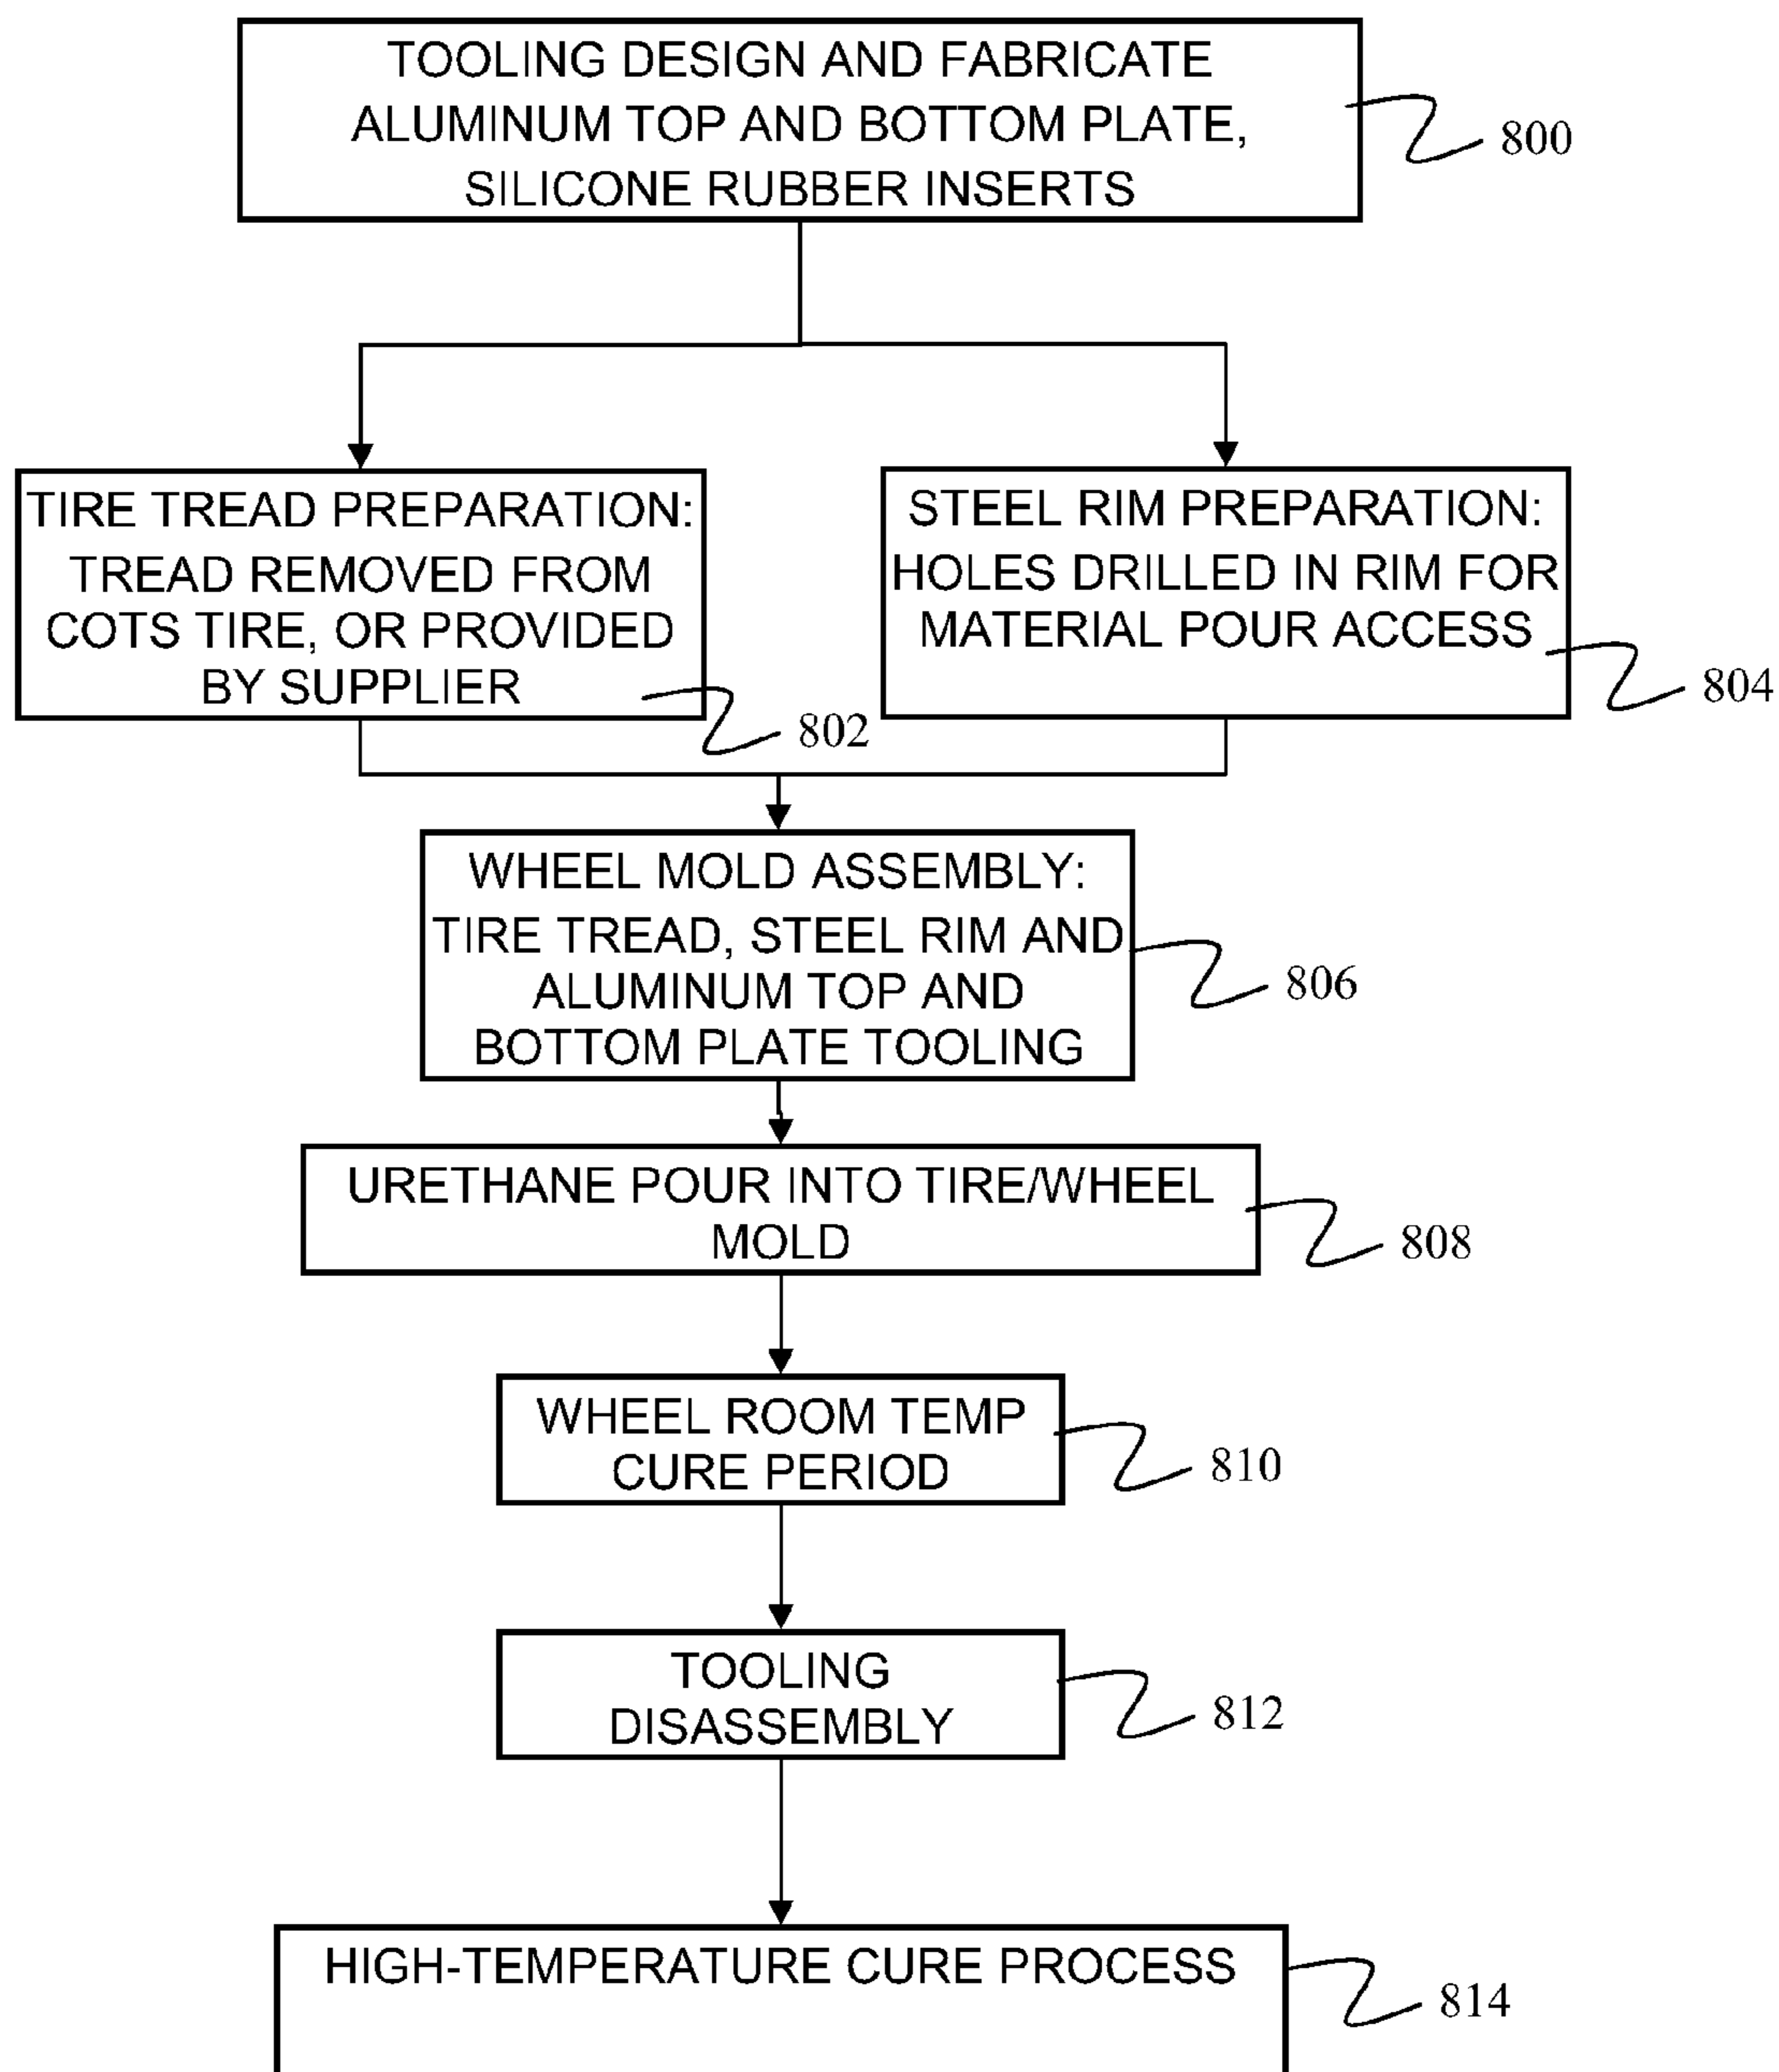 TOOLING DESIGN AND FABRICATE
ALUMINUM TOP AND BOTTOM PLATE,
SILICONE RUBBER INSERTS
800
TIRE TREAD PREPARATION:
TREAD REMOVED FROM
COTS TIRE, OR PROVIDED
BY SUPPLIER
802
STEEL RIM PREPARATION:
HOLES DRILLED IN RIM FOR
MATERIAL POUR ACCESS
804
WHEEL MOLD ASSEMBLY:
TIRE TREAD, STEEL RIM AND
ALUMINUM TOP AND
BOTTOM PLATE TOOLING
806
URETHANE POUR INTO TIRE/WHEEL
MOLD
808
WHEEL ROOM TEMP
CURE PERIOD
810
TOOLING
DISASSEMBLY
812
HIGH-TEMPERATURE CURE PROCESS
814